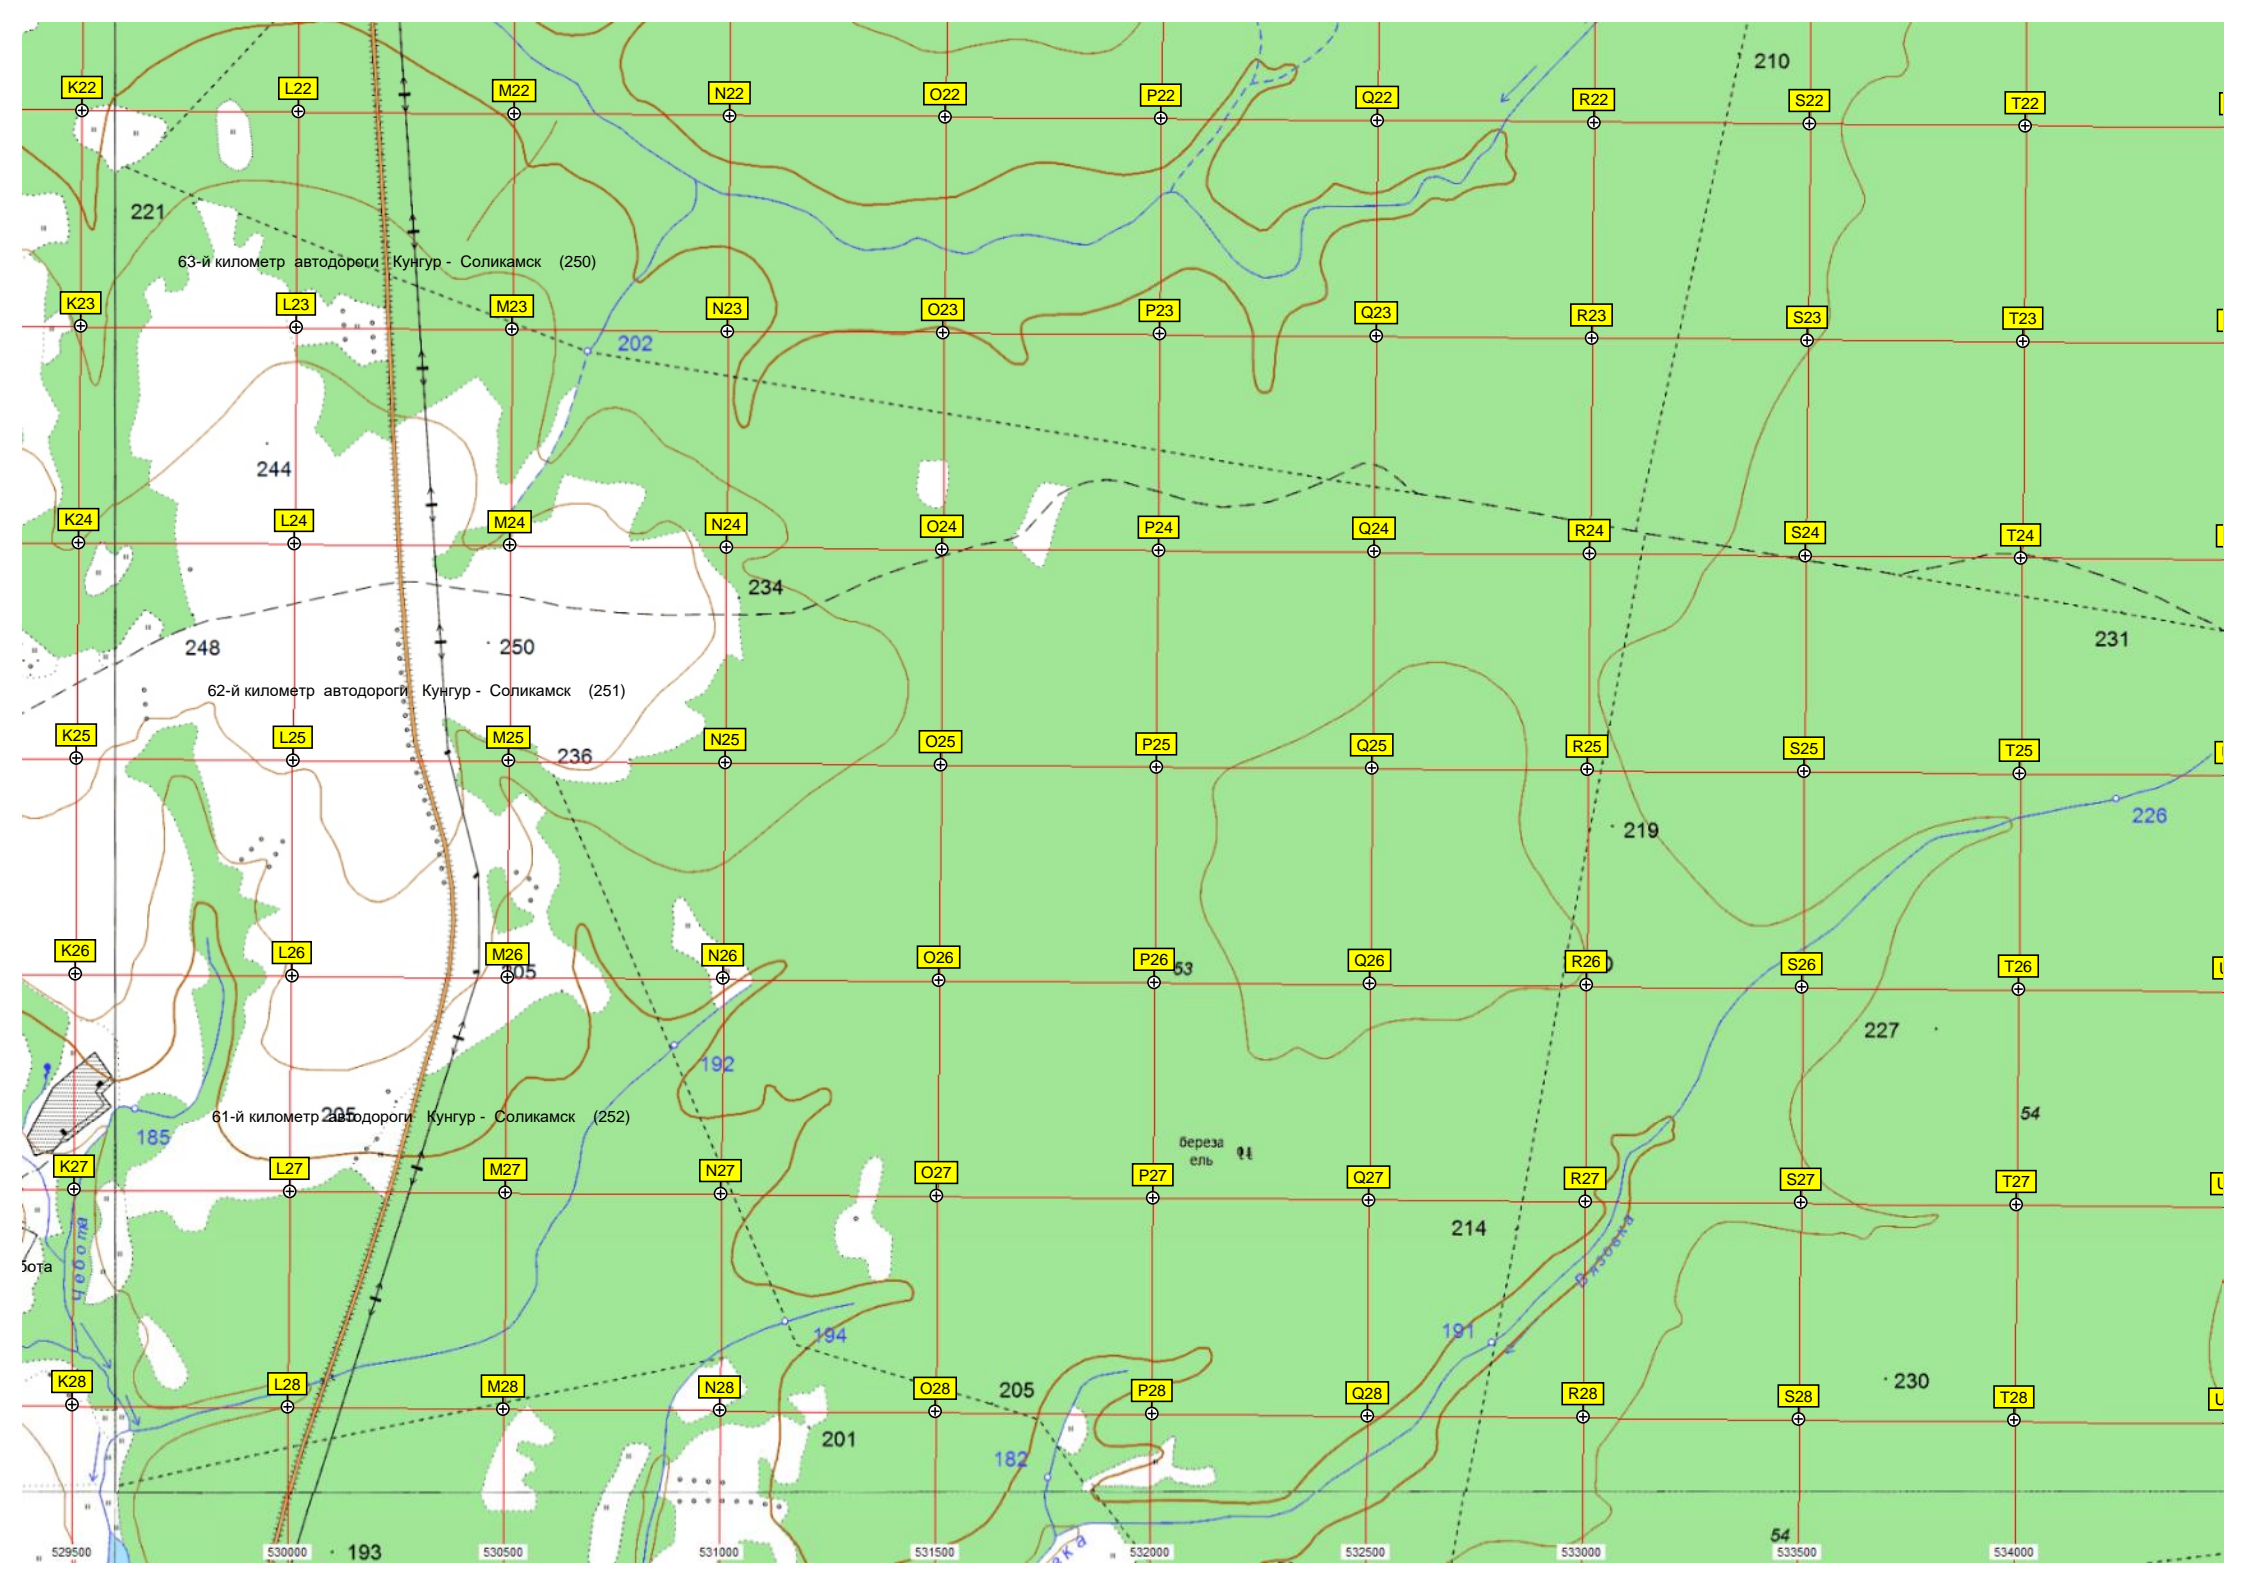 210
K22 L22 M22 N22 O22 P22 Q22 R22 S22 T22
221
63-й километр автодороги Кунгур - Соликамск (250)
K23 L23 M23 N23 O23 P23 Q23 R23 S23 T23
202
244
K24 L24 M24 N24 O24 P24 Q24 R24 S24 T24
234
248 250 231
62-й километр автодороги Кунгур - Соликамск (251)
K25 L25 M25 N25 O25 P25 Q25 R25 S25 T25
236
219 226
K26 L26 M26 N26 O26 P26 Q26 R26 S26 T26
53
227
192
61-й километр автодороги Кунгур - Соликамск (252)
205
54
185
береза
ель
K27 L27 M27 N27 O27 P27 Q27 R27 S27 T27
214
Чебота
Вязовка
бота
194 191
K28 L28 M28 N28 O28 P28 Q28 R28 S28 T28
205 230
201
182
54
193
вка
529500 530000 530500 531000 531500 532000 532500 533000 533500 534000